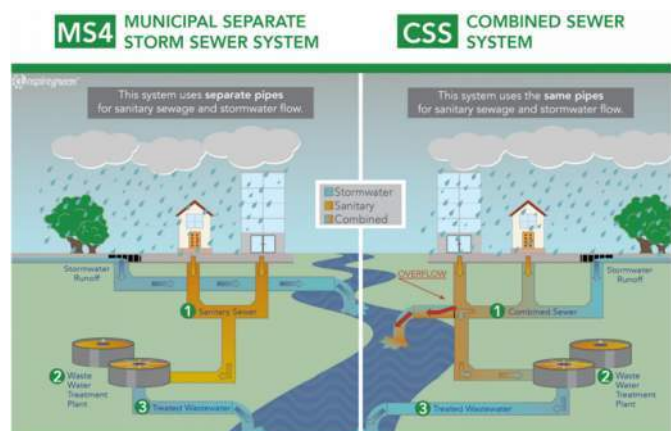 MS4 MUNICIPAL SEPARATE
STORM SEWER SYSTEM
CSS COMBINED SEWER
SYSTEM
inspiregreen
This system uses separate pipes
for sanitary sewage and stormwater flow.
This system uses the same pipes
for sanitary sewage and stormwater flow.
Stormwater
Sanitary
Combined
Stormwater
Runoff
1 Sanitary Sewer
2 Waste
Water
Treatment
Plant
3 Treated Wastewater
OVERFLOW
Stormwater
Runoff
1 Combined Sewer
2 Waste
Water
Treatment
Plant
3 Treated Wastewater